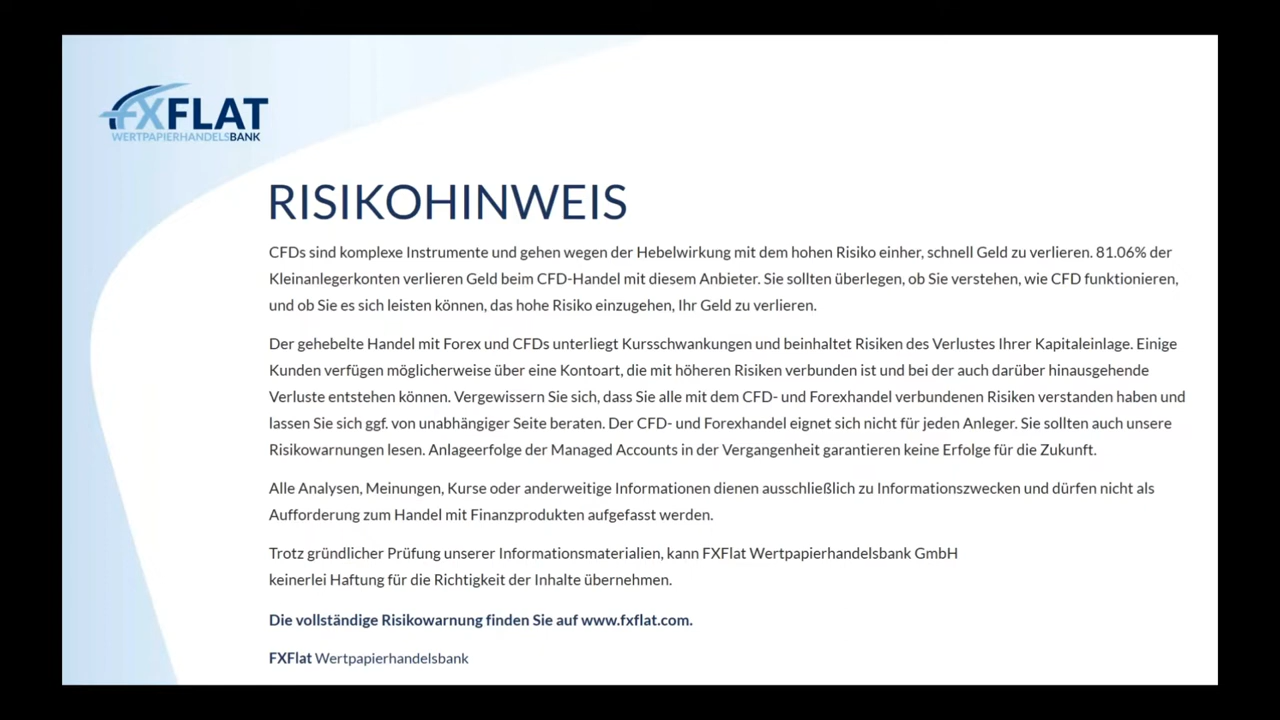 FXFLAT
WERTPAPIERHANDELSBANK
RISIKOHINWEIS
CFDs sind komplexe Instrumente und gehen wegen der Hebelwirkung mit dem hohen Risiko einher, schnell Geld zu verlieren. 81.06% der
Kleinanlegerkonten verlieren Geld beim CFD-Handel mit diesem Anbieter. Sie sollten überlegen, ob Sie verstehen, wie CFD funktionieren,
und ob Sie es sich leisten können, das hohe Risiko einzugehen, Ihr Geld zu verlieren.
Der gehebelte Handel mit Forex und CFDs unterliegt Kursschwankungen und beinhaltet Risiken des Verlustes Ihrer Kapitaleinlage. Einige
Kunden verfügen möglicherweise über eine Kontoart, die mit höheren Risiken verbunden ist und bei der auch darüber hinausgehende
Verluste entstehen können. Vergewissern Sie sich, dass Sie alle mit dem CFD- und Forexhandel verbundenen Risiken verstanden haben und
lassen Sie sich ggf. von unabhängiger Seite beraten. Der CFD- und Forexhandel eignet sich nicht für jeden Anleger. Sie sollten auch unsere
Risikowarnungen lesen. Anlageerfolge der Managed Accounts in der Vergangenheit garantieren keine Erfolge für die Zukunft.
Alle Analysen, Meinungen, Kurse oder anderweitige Informationen dienen ausschließlich zu Informationszwecken und dürfen nicht als
Aufforderung zum Handel mit Finanzprodukten aufgefasst werden.
Trotz gründlicher Prüfung unserer Informationsmaterialien, kann FXFlat Wertpapierhandelsbank GmbH
keinerlei Haftung für die Richtigkeit der Inhalte übernehmen.
Die vollständige Risikowarnung finden Sie auf www.fxflat.com.
FXFlat Wertpapierhandelsbank